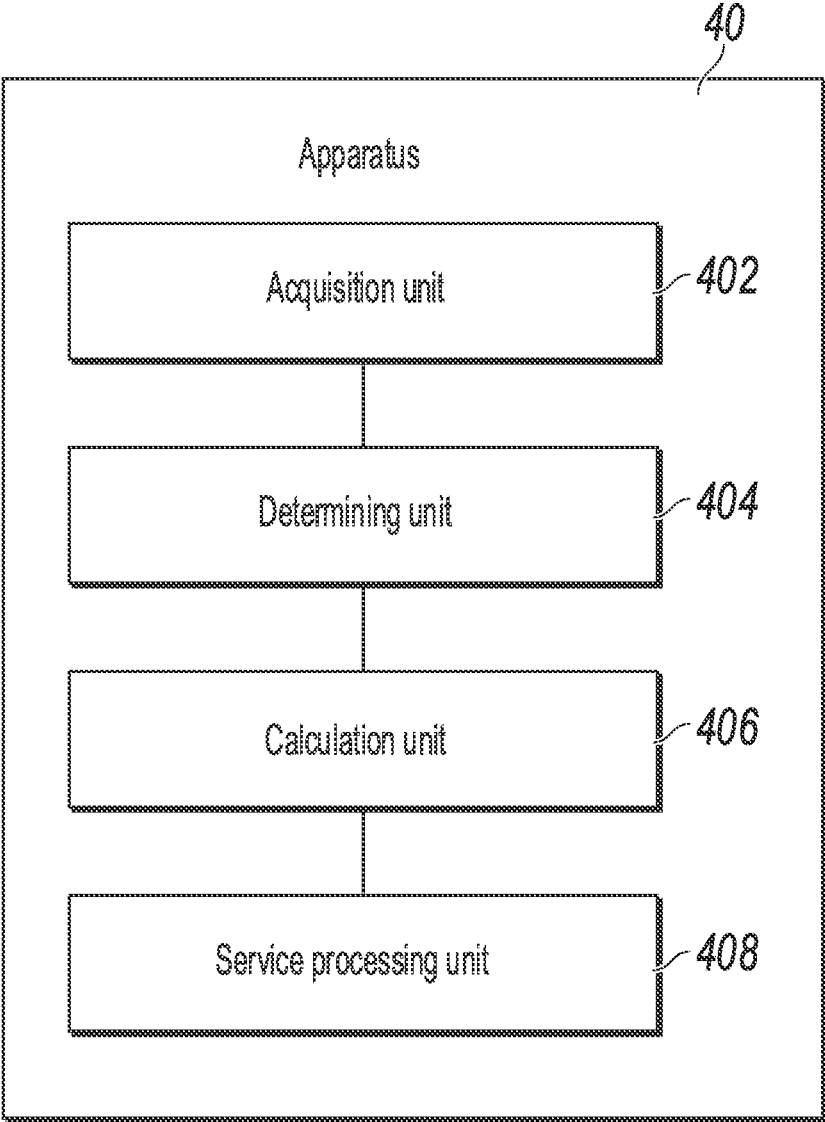 40
Apparatus
Acquisition unit
402
Determining unit
404
Calculation unit
406
Service processing unit
408